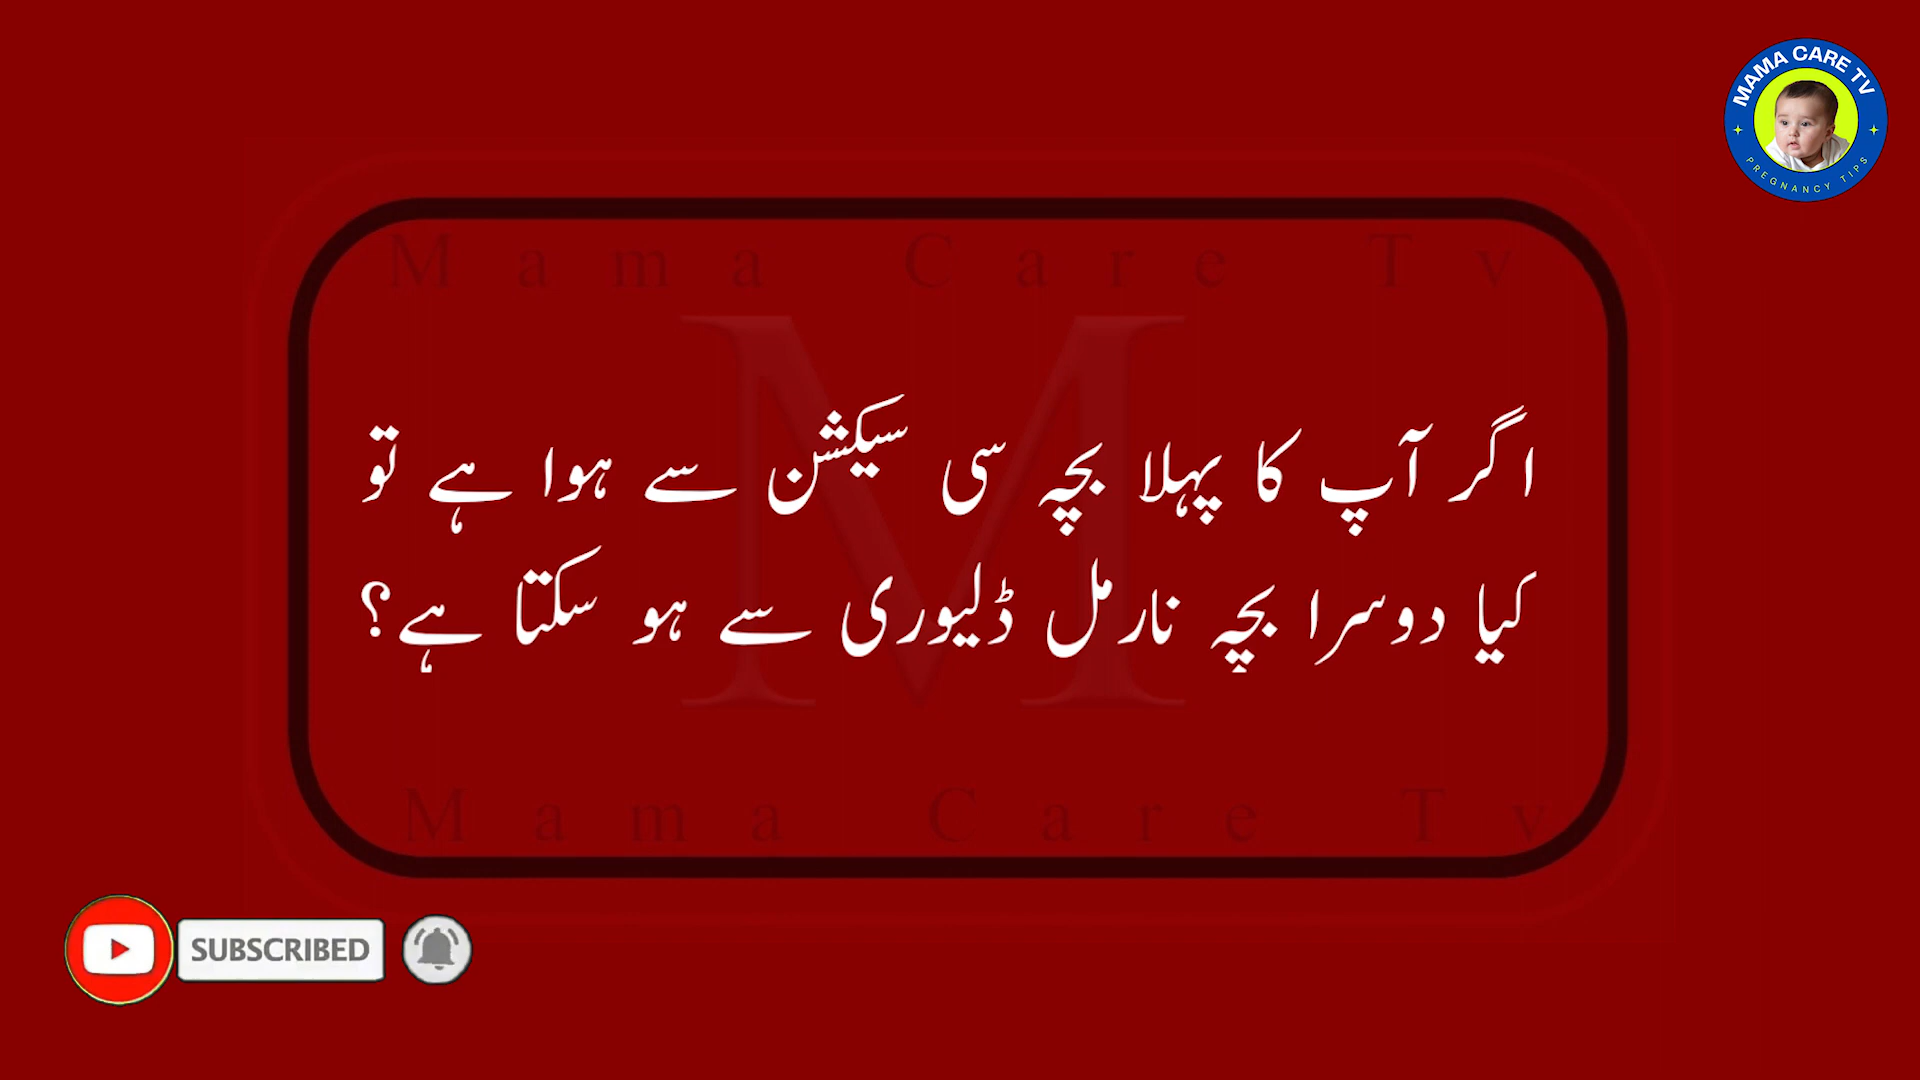 MAMA CARE TV
PREGNANCY TIPS
Mama Care Tv
M
اگر آپ کا پہلا بچہ سی سیکشن سے ہوا ہے تو
کیا دوسرا بچہ نارمل ڈلیوری سے ہو سکتا ہے؟
Mama Care Tv
SUBSCRIBED